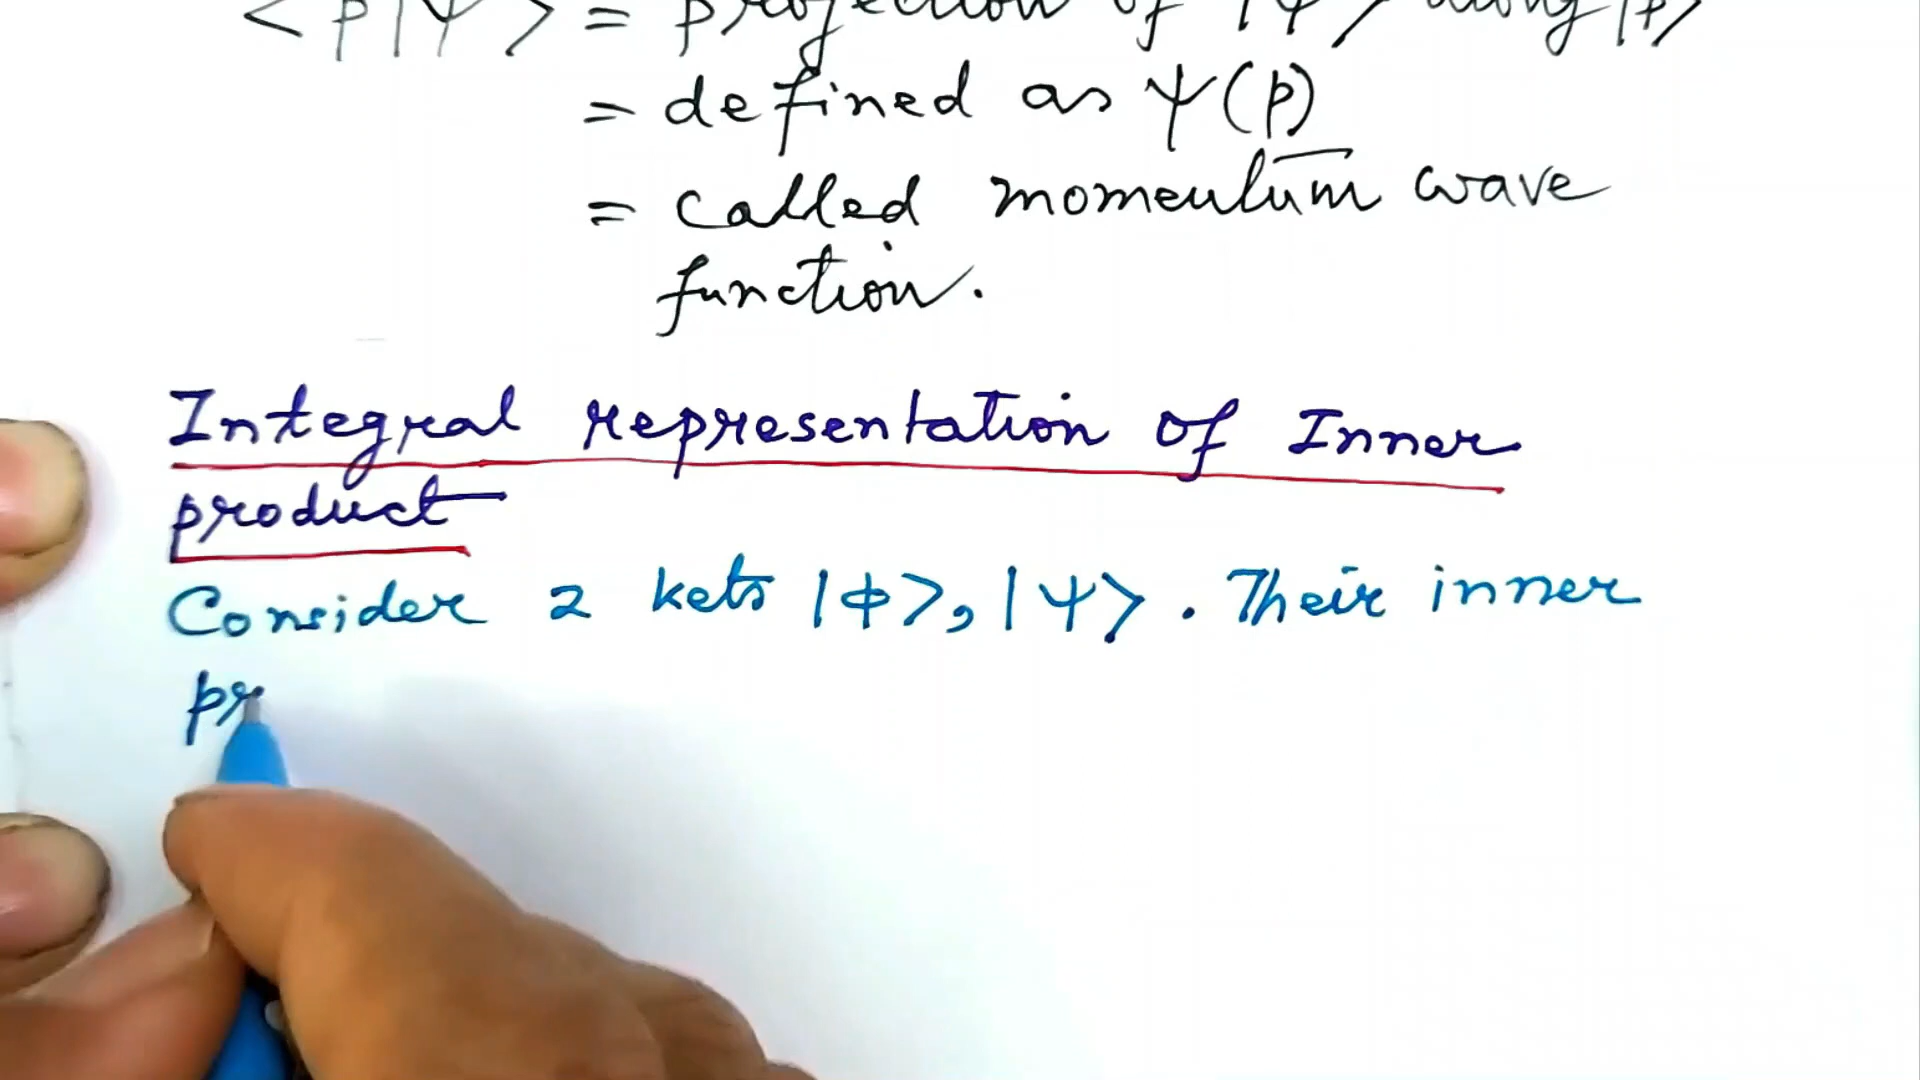 <p|ψ> = projection of |ψ> along |p>
= defined as ψ(p)
= called momentum wave
function.
Integral representation of Inner
product
Consider 2 kets |ϕ>, |ψ>. Their inner
pr